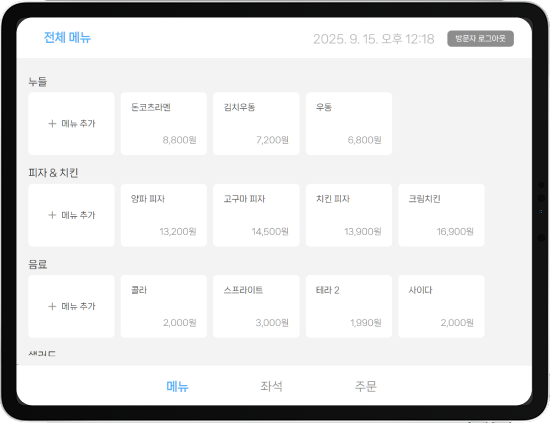 전체 메뉴
2025. 9. 15. 오후 12:18
방문자 로그아웃
누들
+ 메뉴 추가
돈코츠라멘
8,800원
김치우동
7,200원
우동
6,800원
피자 & 치킨
+ 메뉴 추가
양파 피자
13,200원
고구마 피자
14,500원
치킨 피자
13,900원
크림치킨
16,900원
음료
+ 메뉴 추가
콜라
2,000원
스프라이트
3,000원
테라 2
1,990원
사이다
2,000원
메뉴
좌석
주문